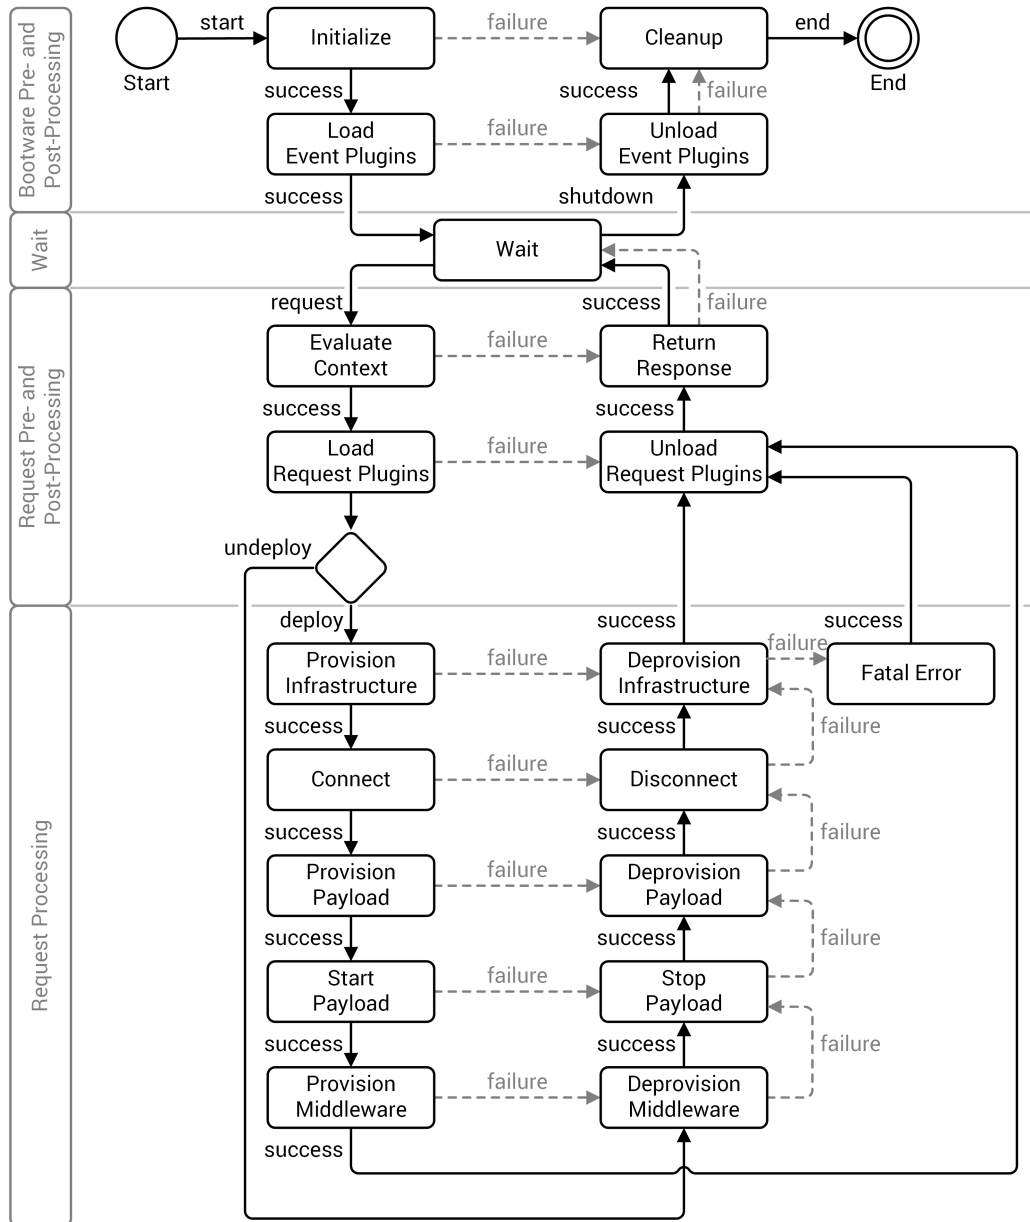 Bootware Pre- and
Post-Processing
start
Initialize
failure
Cleanup
end
Start
End
success
success
failure
Load
Event Plugins
failure
Unload
Event Plugins
success
shutdown
Wait
Wait
Request Pre- and
Post-Processing
request
success
failure
Evaluate
Context
failure
Return
Response
success
success
Load
Request Plugins
failure
Unload
Request Plugins
undeploy
Request Processing
deploy
success
success
Provision
Infrastructure
failure
Deprovision
Infrastructure
failure
Fatal Error
success
success
failure
Connect
failure
Disconnect
success
success
failure
Provision
Payload
failure
Deprovision
Payload
success
success
failure
Start
Payload
failure
Stop
Payload
success
success
failure
Provision
Middleware
failure
Deprovision
Middleware
success